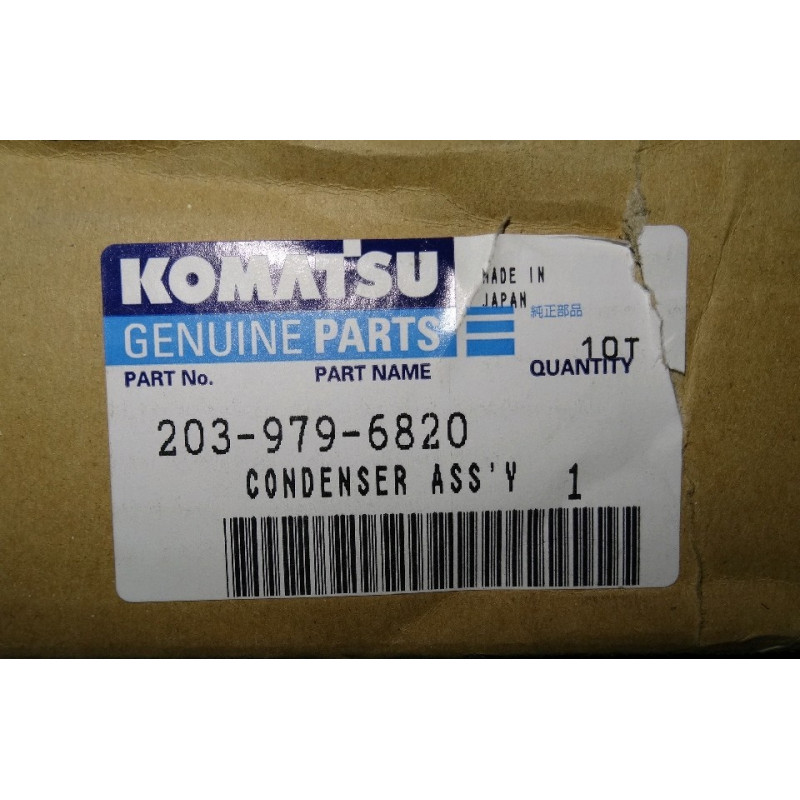 KOMATSU
MADE IN
JAPAN
GENUINE PARTS
純正部品
10T
PART No. PART NAME QUANTITY
203-979-6820
CONDENSER ASS'Y 1